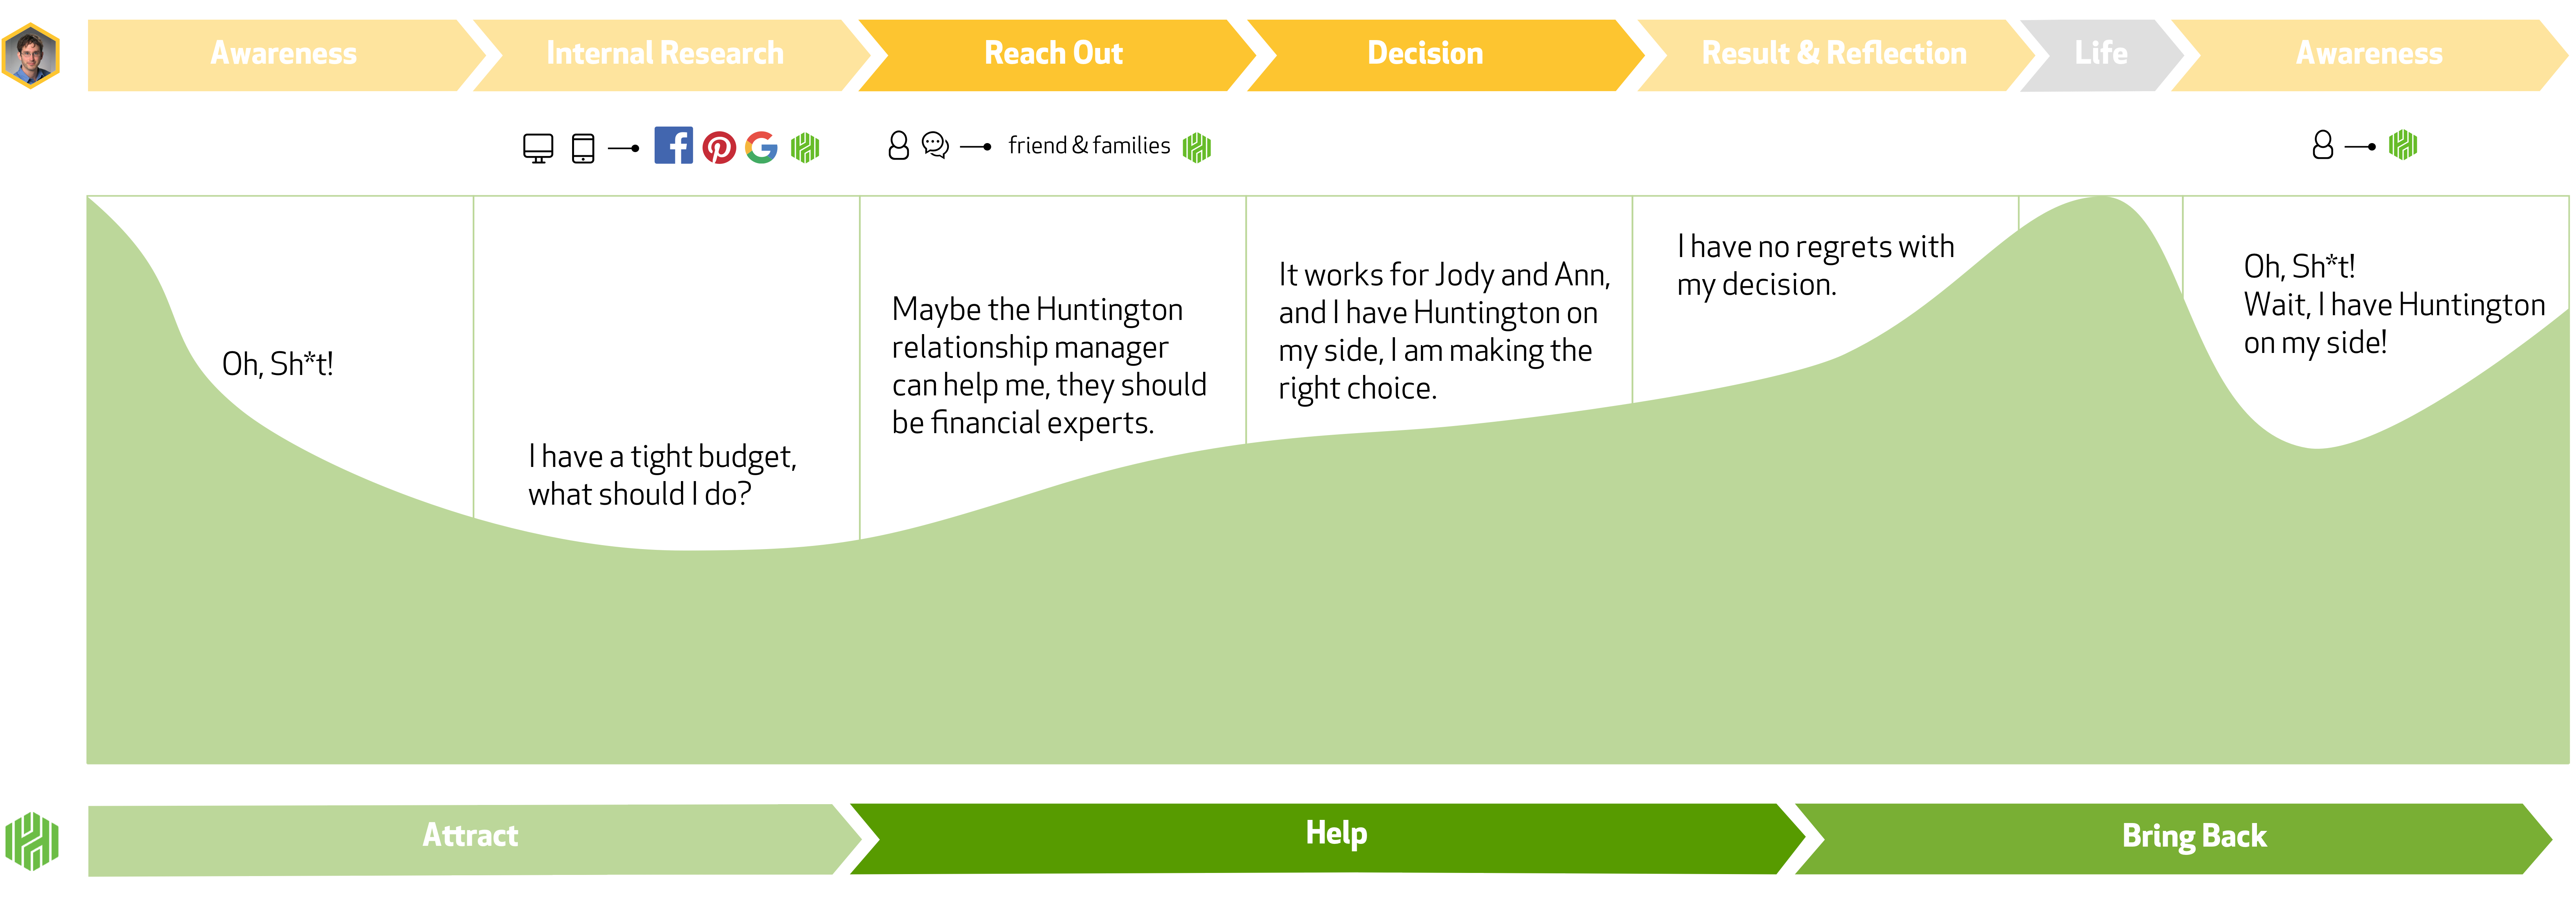 Awareness
Internal Research
Reach Out
Decision
Result & Reflection
Life
Awareness
friend & families
Oh, Sh*t!
I have a tight budget,
what should I do?
Maybe the Huntington
relationship manager
can help me, they should
be financial experts.
It works for Jody and Ann,
and I have Huntington on
my side, I am making the
right choice.
I have no regrets with
my decision.
Oh, Sh*t!
Wait, I have Huntington
on my side!
Attract
Help
Bring Back